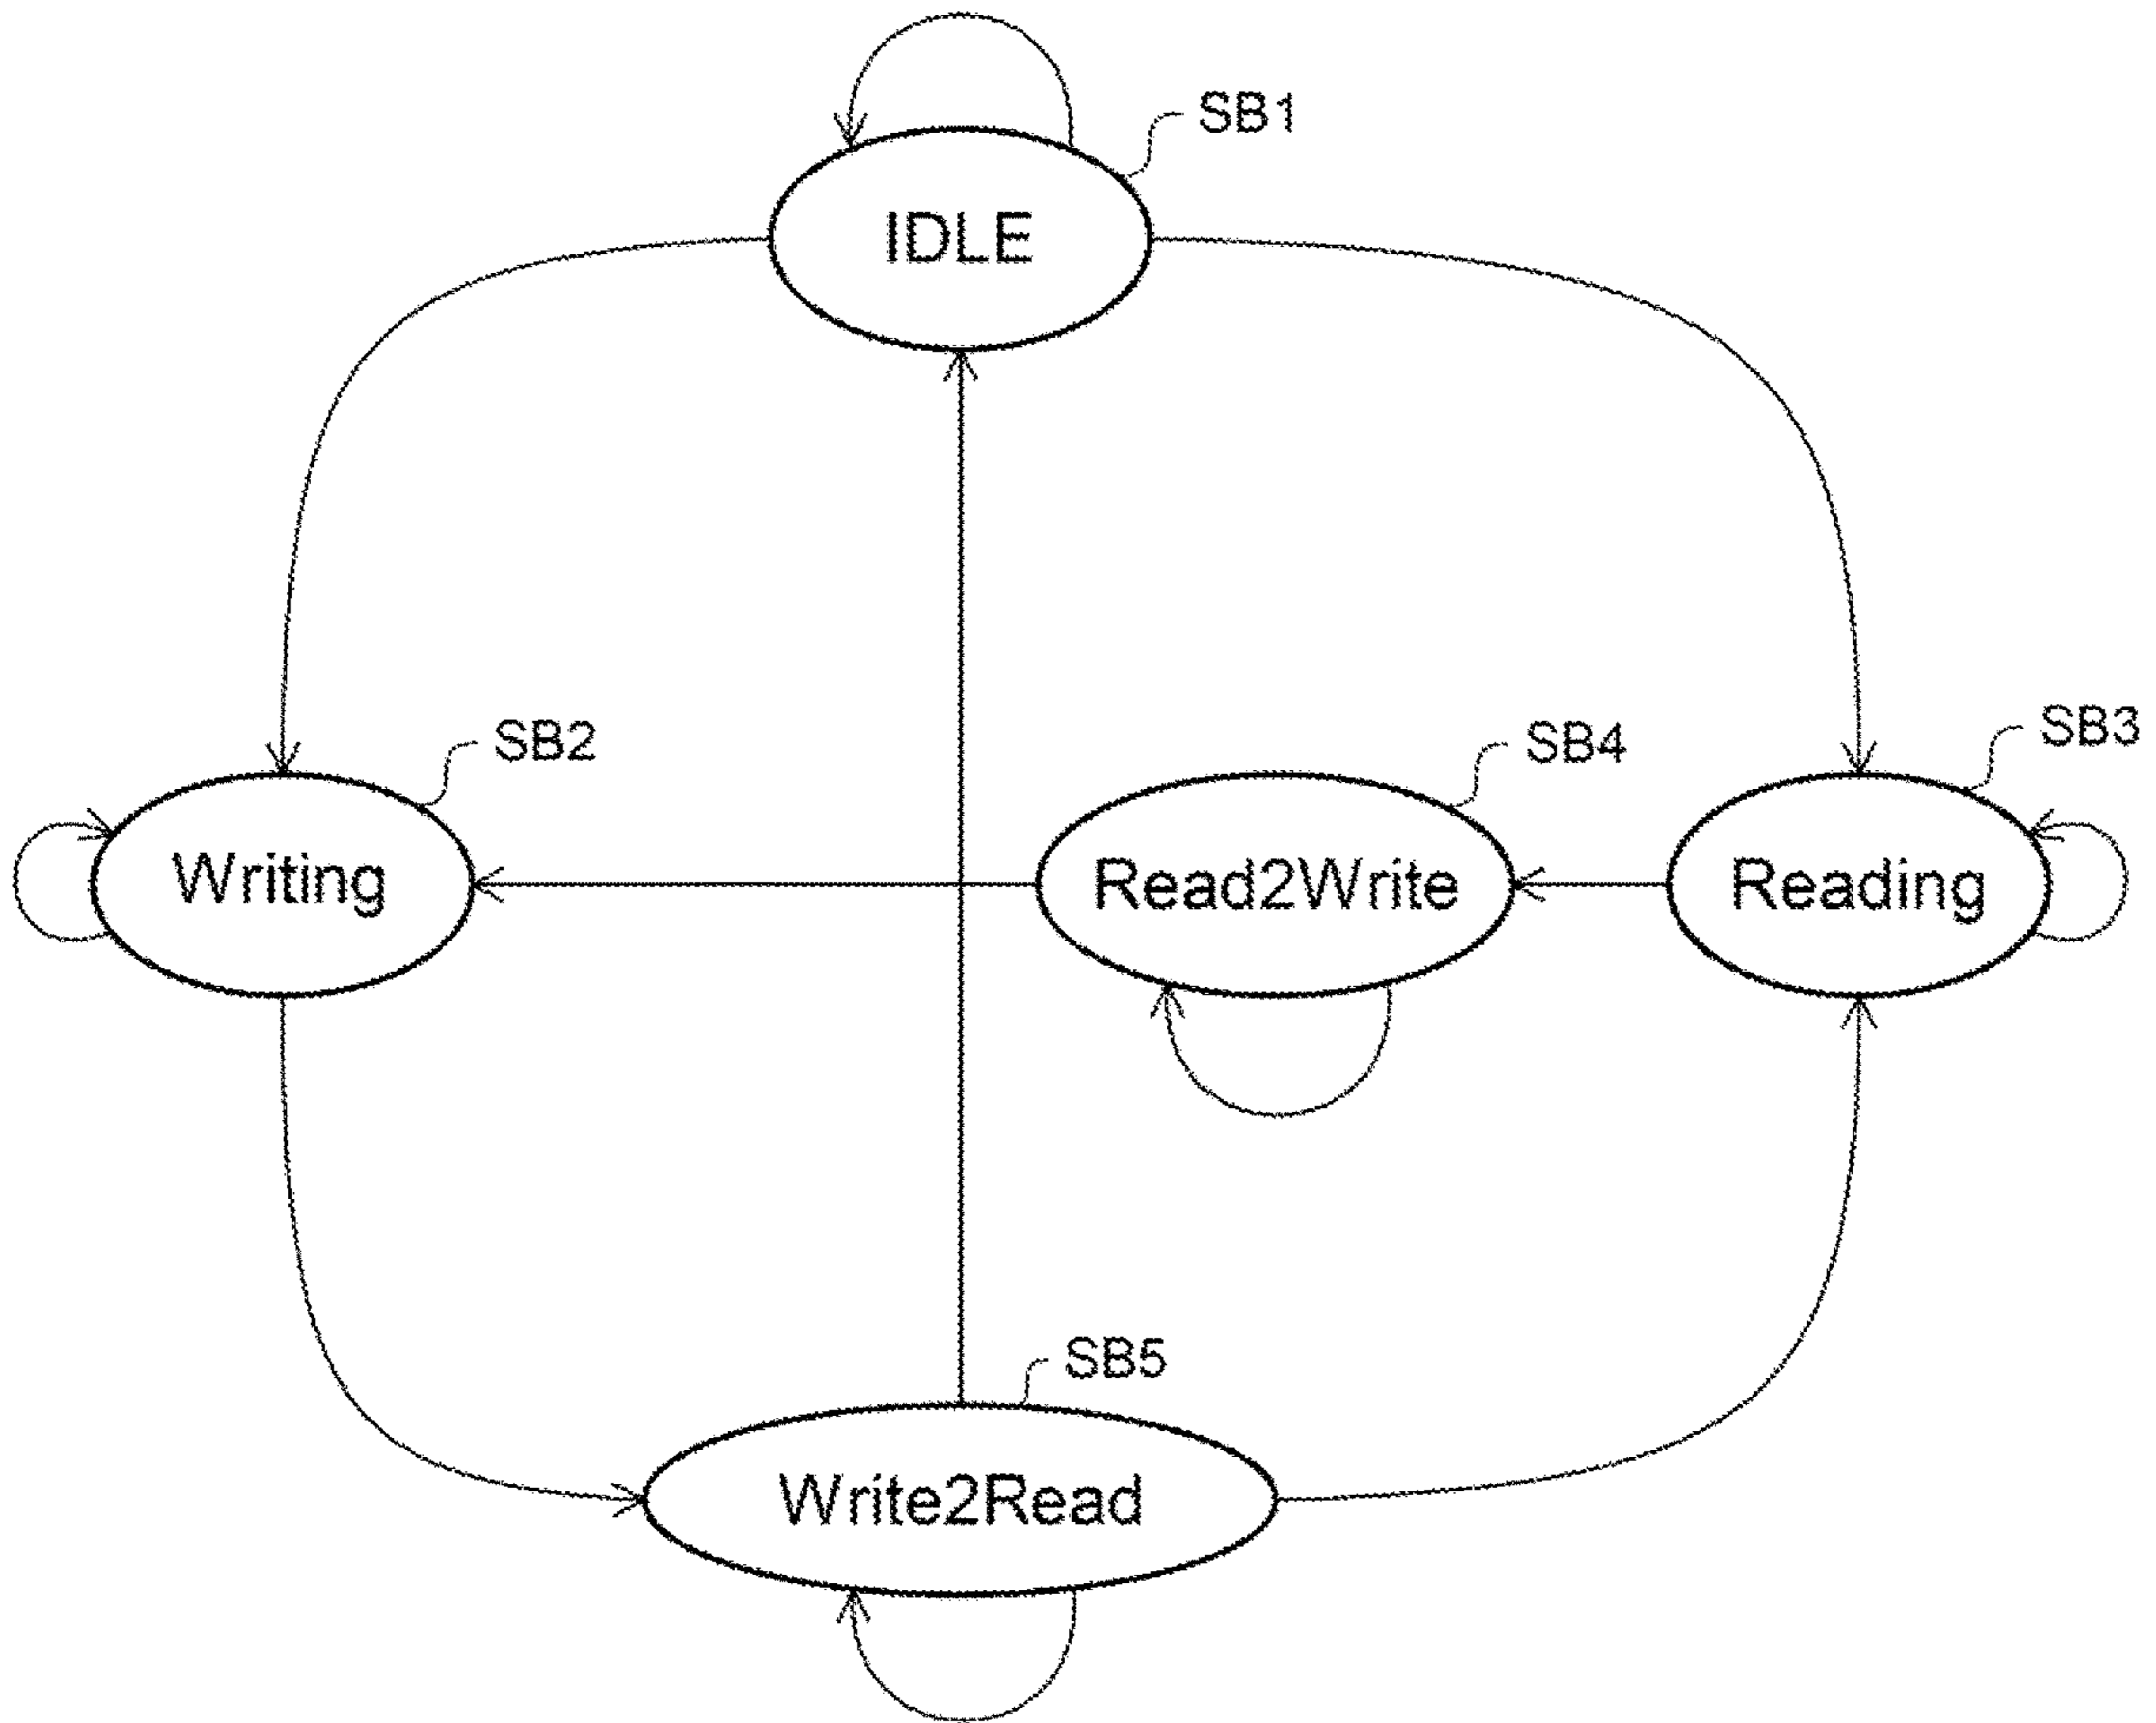 SB1
IDLE
SB2
SB4
SB3
Writing
Read2Write
Reading
SB5
Write2Read